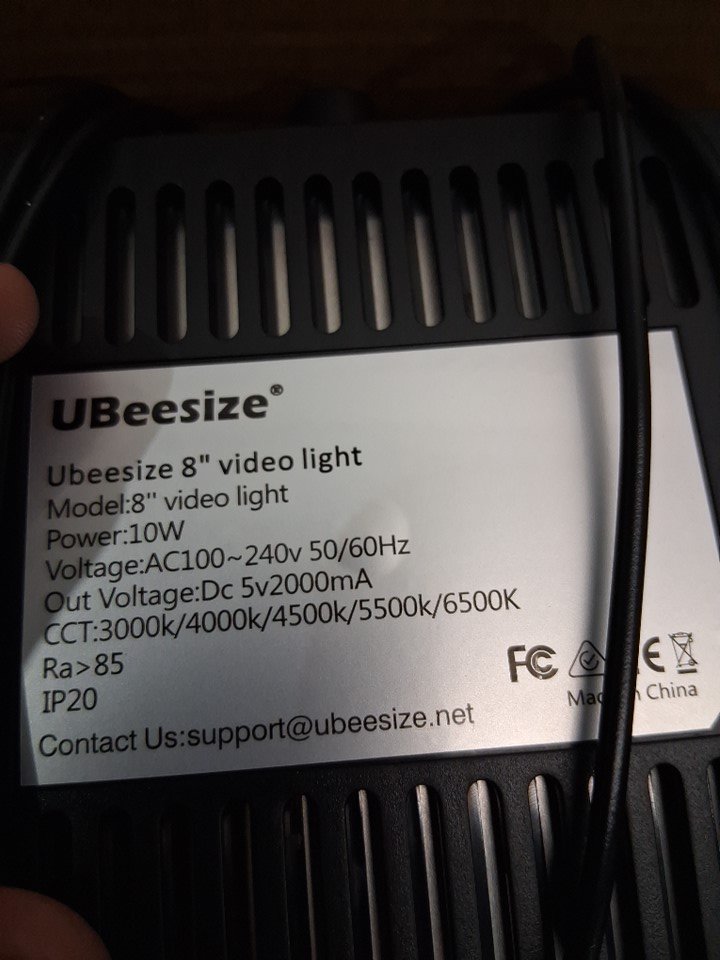 UBeesize®
Ubeesize 8" video light
Model:8'' video light
Power:10W
Voltage:AC100~240v 50/60Hz
Out Voltage:Dc 5v2000mA
CCT:3000k/4000k/4500k/5500k/6500K
Ra>85
IP20
FC CE
China
Contact Us:support@ubeesize.net